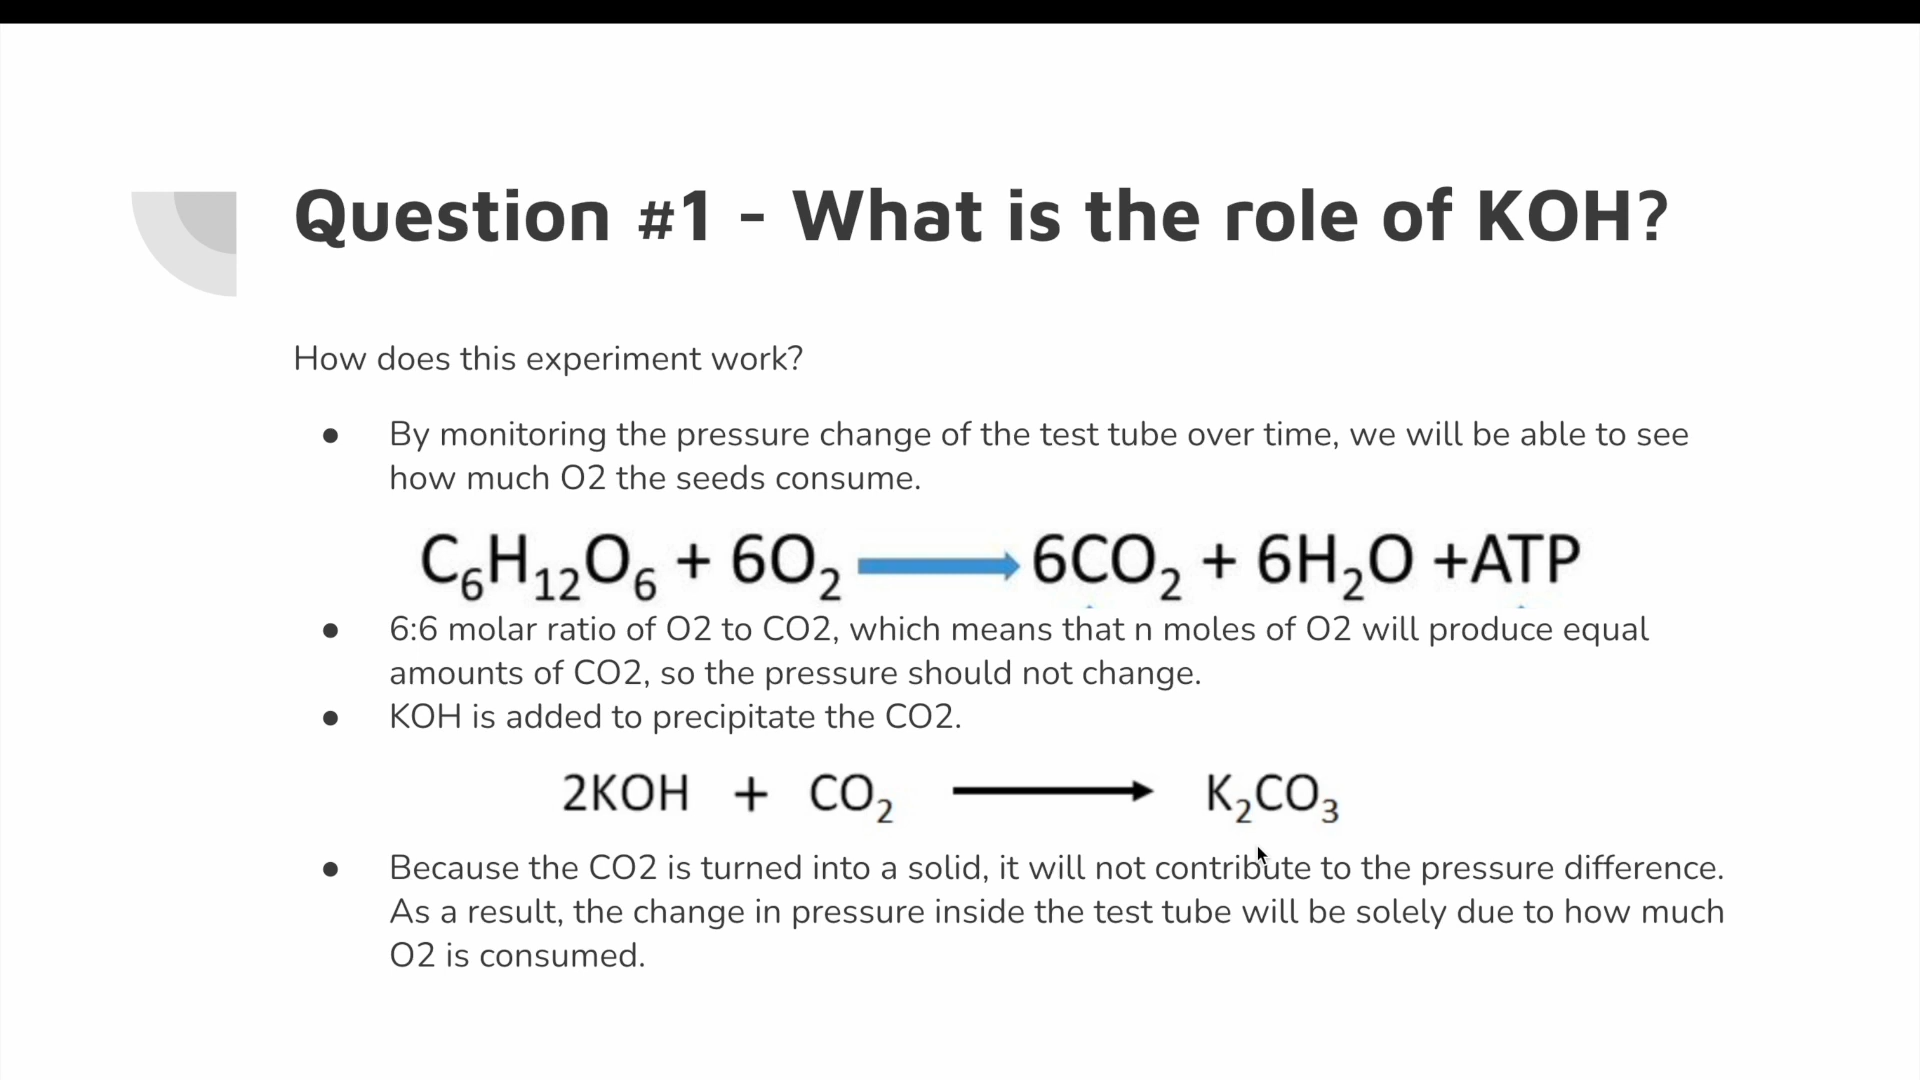 Question #1 - What is the role of KOH?
How does this experiment work?
● By monitoring the pressure change of the test tube over time, we will be able to see
how much O2 the seeds consume.
C₆H₁₂O₆ + 6O₂ → 6CO₂ + 6H₂O +ATP
● 6:6 molar ratio of O2 to CO2, which means that n moles of O2 will produce equal
amounts of CO2, so the pressure should not change.
● KOH is added to precipitate the CO2.
2KOH + CO₂ → K₂CO₃
● Because the CO2 is turned into a solid, it will not contribute to the pressure difference.
As a result, the change in pressure inside the test tube will be solely due to how much
O2 is consumed.